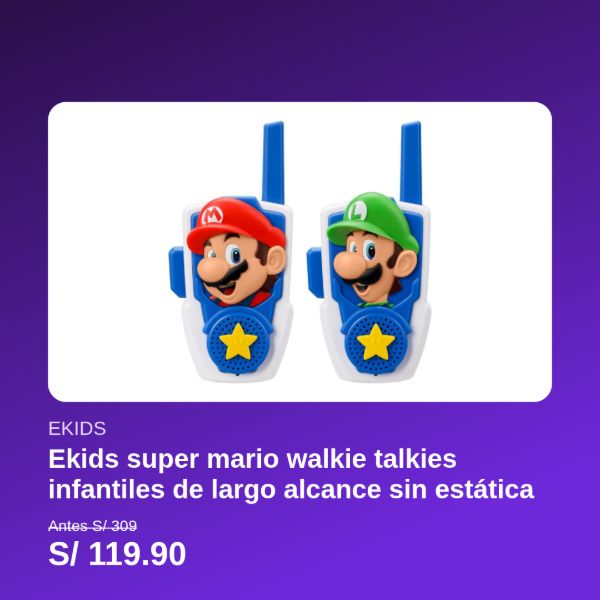 M
L
EKIDS
Ekids super mario walkie talkies
infantiles de largo alcance sin estática
Antes S/ 309
S/ 119.90